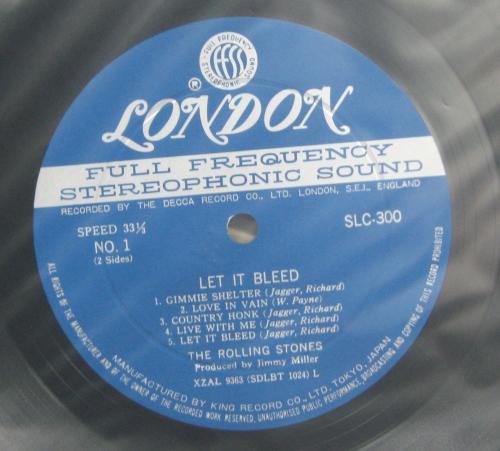 FULL FREQUENCY
ffss
STEREOPHONIC SOUND
®
LONDON
FULL FREQUENCY
STEREOPHONIC SOUND
RECORDED BY THE DECCA RECORD CO., LTD. LONDON, S.E.I., ENGLAND
SPEED 33⅓
SLC-300
NO. 1
(2 Sides)
LET IT BLEED
1. GIMMIE SHELTER (Jagger, Richard)
2. LOVE IN VAIN (W. Payne)
3. COUNTRY HONK (Jagger, Richard)
4. LIVE WITH ME (Jagger, Richard)
5. LET IT BLEED (Jagger, Richard)
THE ROLLING STONES
Produced by Jimmy Miller
XZAL 9363 (SDLBT 1024) L
MANUFACTURED BY KING RECORD CO., LTD. TOKYO, JAPAN
ALL RIGHTS OF THE MANUFACTURER AND OF THE OWNER OF THE RECORDED WORK RESERVED, UNAUTHORISED PUBLIC PERFORMANCE, BROADCASTING AND COPYING OF THIS RECORD PROHIBITED